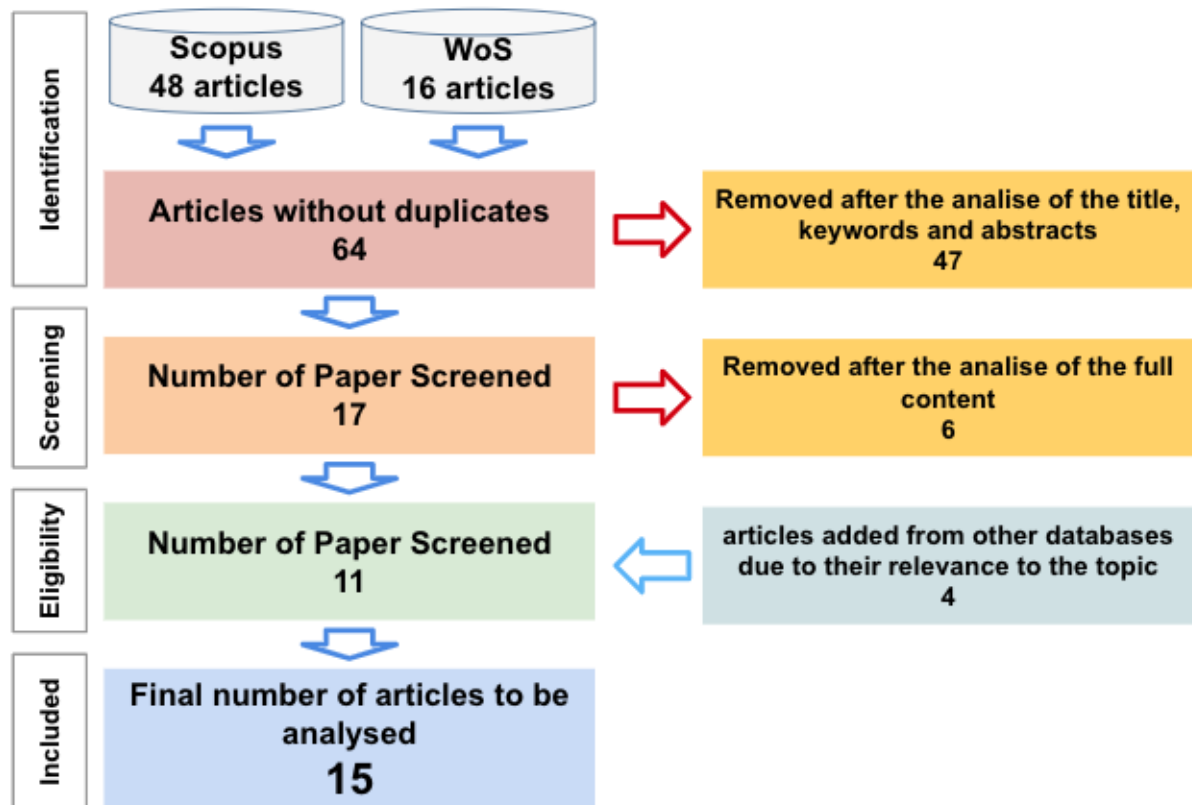 Identification
Scopus
48 articles
WoS
16 articles
Articles without duplicates
64
Removed after the analise of the title,
keywords and abstracts
47
Screening
Number of Paper Screened
17
Removed after the analise of the full
content
6
Eligibility
Number of Paper Screened
11
articles added from other databases
due to their relevance to the topic
4
Included
Final number of articles to be
analysed
15